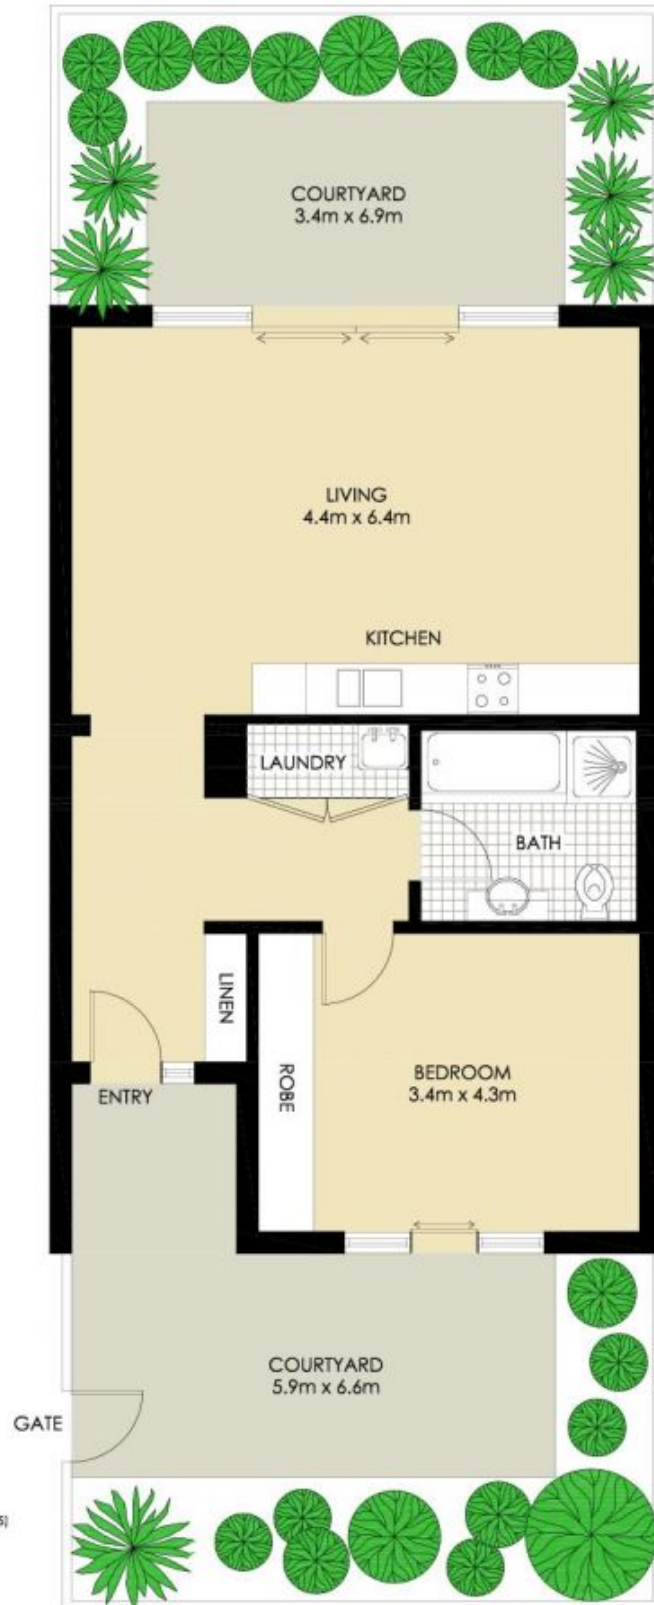 COURTYARD
3.4m x 6.9m
LIVING
4.4m x 6.4m
KITCHEN
LAUNDRY
BATH
LINEN
ROBE
BEDROOM
3.4m x 4.3m
ENTRY
COURTYARD
5.9m x 6.6m
GATE